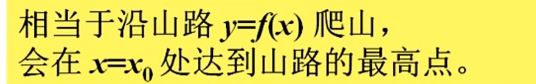 相当于沿山路 y=f(x) 爬山，
会在 x=x₀ 处达到山路的最高点。